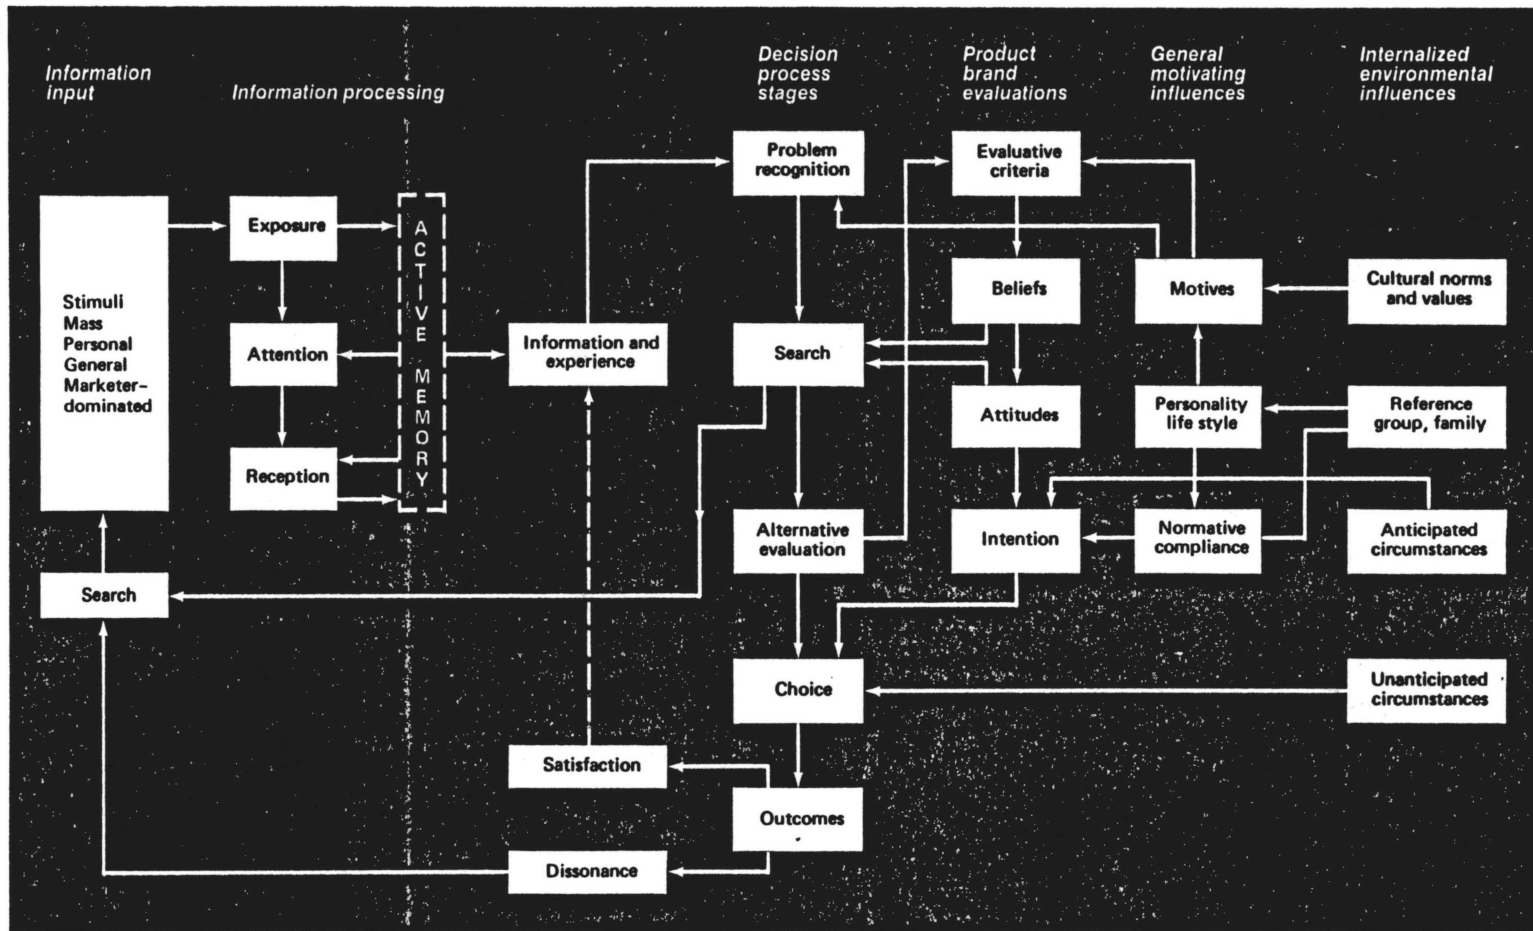 Information
input
Information processing
Decision
process
stages
Product
brand
evaluations
General
motivating
influences
Internalized
environmental
influences
Stimuli
Mass
Personal
General
Marketer–
dominated
Search
Exposure
Attention
Reception
ACTIVE MEMORY
Information and
experience
Satisfaction
Dissonance
Problem
recognition
Search
Alternative
evaluation
Choice
Outcomes
Evaluative
criteria
Beliefs
Attitudes
Intention
Motives
Personality
life style
Normative
compliance
Cultural norms
and values
Reference
group, family
Anticipated
circumstances
Unanticipated
circumstances